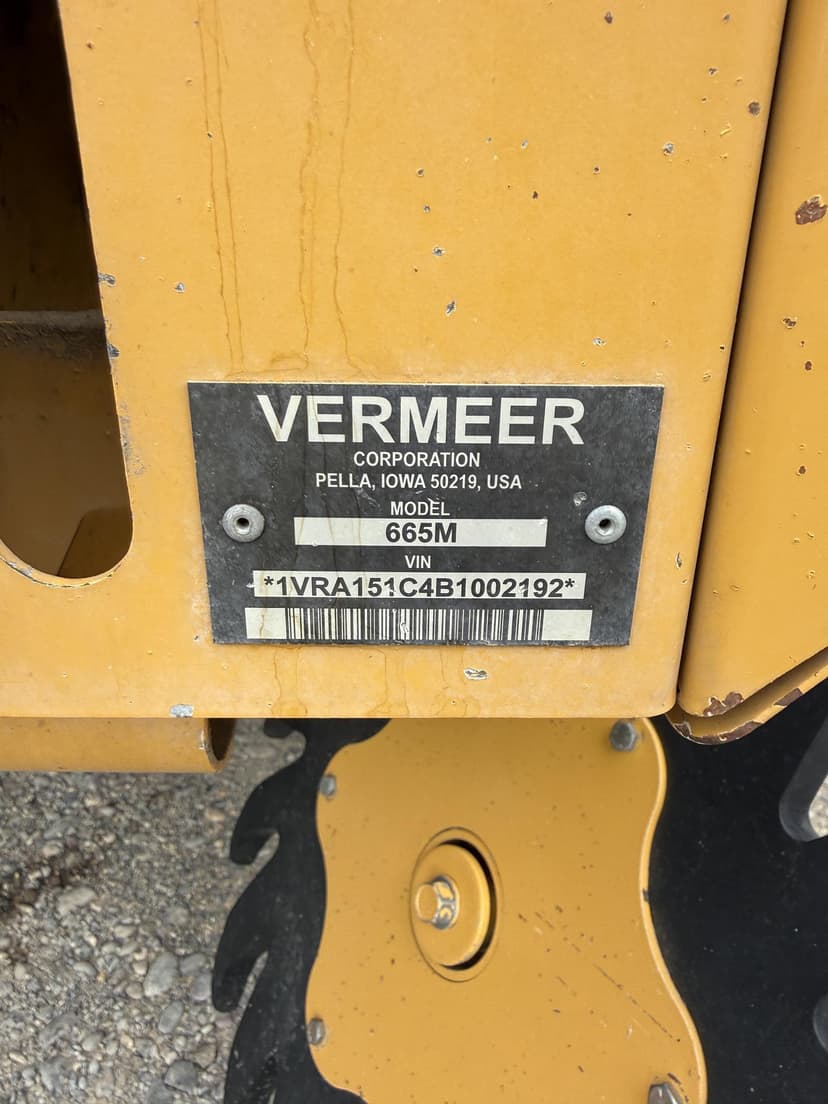 VERMEER
CORPORATION
PELLA, IOWA 50219, USA
MODEL
665M
VIN
*1VRA151C4B1002192*